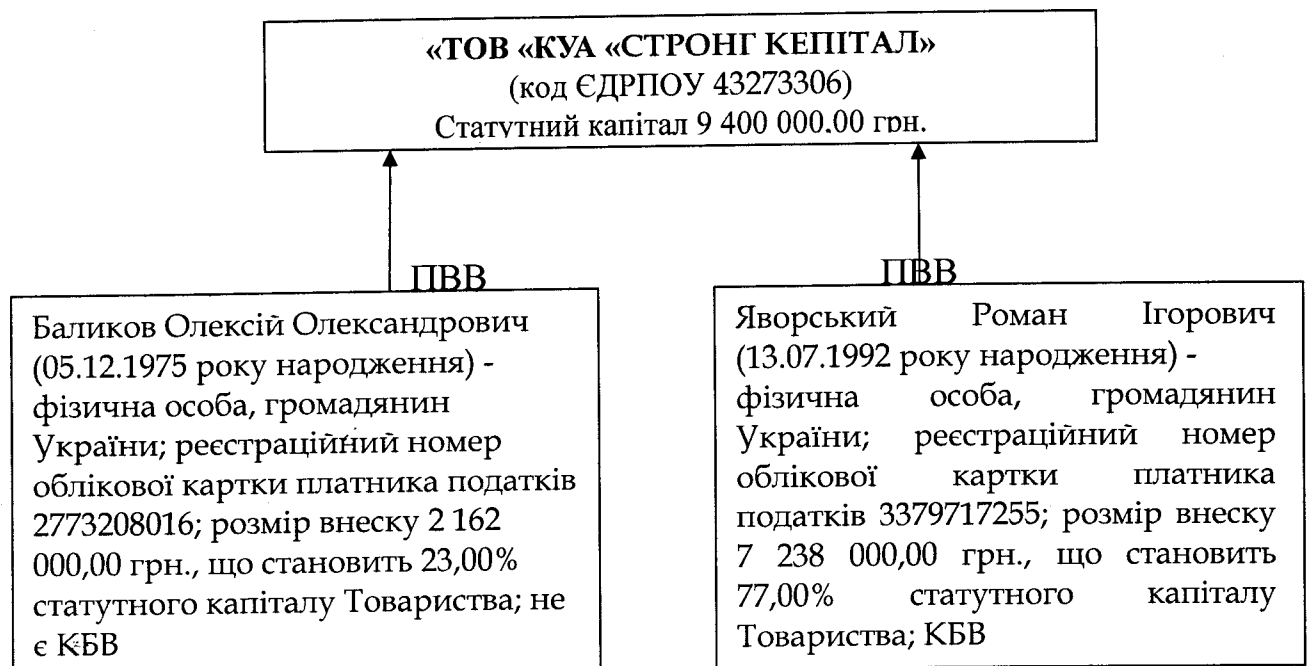 «ТОВ «КУА «СТРОНГ КЕПІТАЛ»
(код ЄДРПОУ 43273306)
Статутний капітал 9 400 000.00 грн.
ПВВ
Баликов Олексій Олександрович
(05.12.1975 року народження) -
фізична особа, громадянин
України; реєстраційний номер
облікової картки платника податків
2773208016; розмір внеску 2 162
000,00 грн., що становить 23,00%
статутного капіталу Товариства; не
є КБВ
ПВВ
Яворський Роман Ігорович
(13.07.1992 року народження) -
фізична особа, громадянин
України; реєстраційний номер
облікової картки платника
податків 3379717255; розмір внеску
7 238 000,00 грн., що становить
77,00% статутного капіталу
Товариства; КБВ